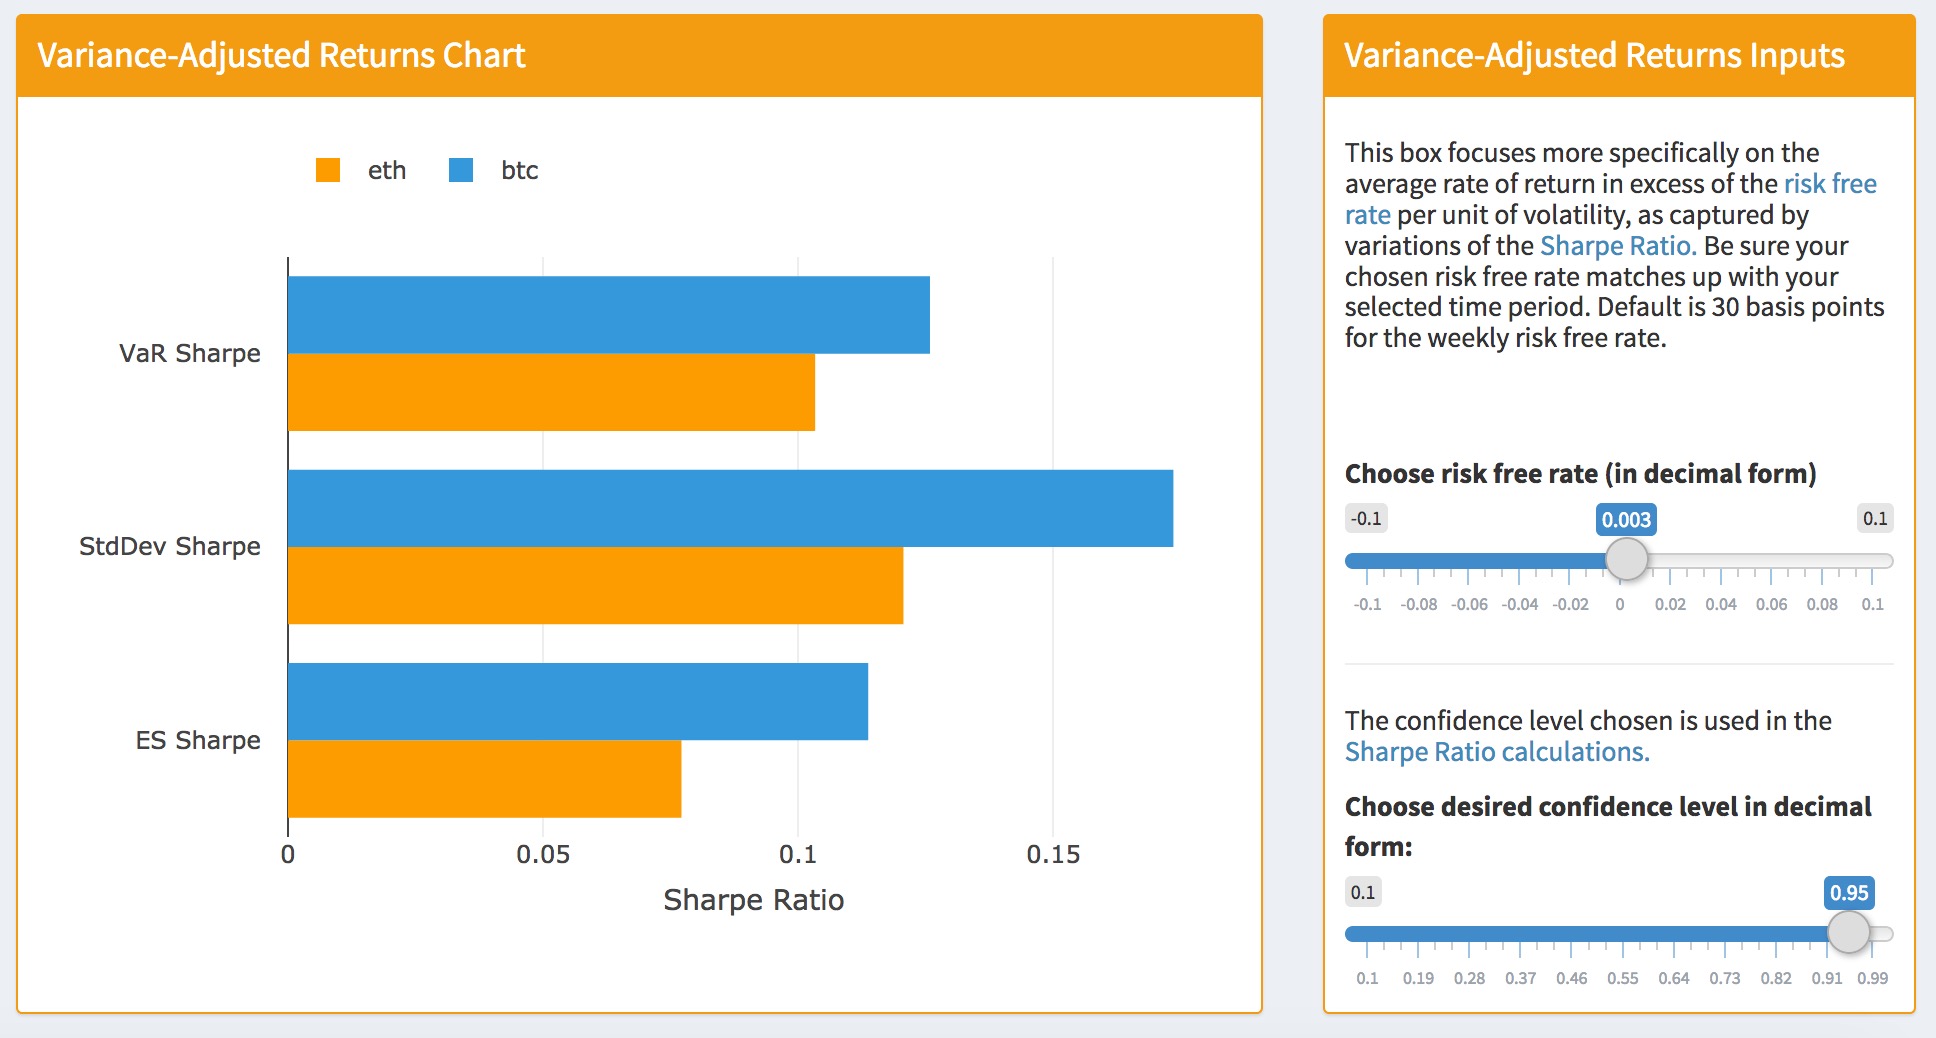 Variance-Adjusted Returns Chart
eth
btc
VaR Sharpe
StdDev Sharpe
ES Sharpe
0
0.05
0.1
0.15
Sharpe Ratio
Variance-Adjusted Returns Inputs
This box focuses more specifically on the
average rate of return in excess of the risk free
rate per unit of volatility, as captured by
variations of the Sharpe Ratio. Be sure your
chosen risk free rate matches up with your
selected time period. Default is 30 basis points
for the weekly risk free rate.
Choose risk free rate (in decimal form)
-0.1
0.003
0.1
-0.1 -0.08 -0.06 -0.04 -0.02 0 0.02 0.04 0.06 0.08 0.1
The confidence level chosen is used in the
Sharpe Ratio calculations.
Choose desired confidence level in decimal
form:
0.1
0.95
0.1 0.19 0.28 0.37 0.46 0.55 0.64 0.73 0.82 0.91 0.99